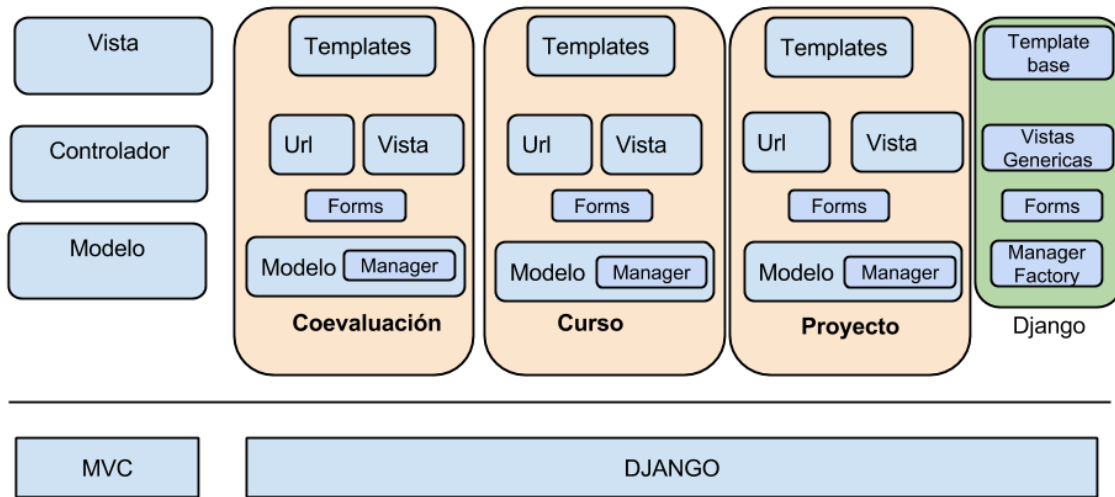 Vista
Templates
Templates
Templates
Template
base
Controlador
Url
Vista
Url
Vista
Url
Vista
Vistas
Genericas
Forms
Forms
Forms
Forms
Modelo
Modelo
Manager
Modelo
Manager
Modelo
Manager
Manager
Factory
Coevaluación
Curso
Proyecto
Django
MVC
DJANGO